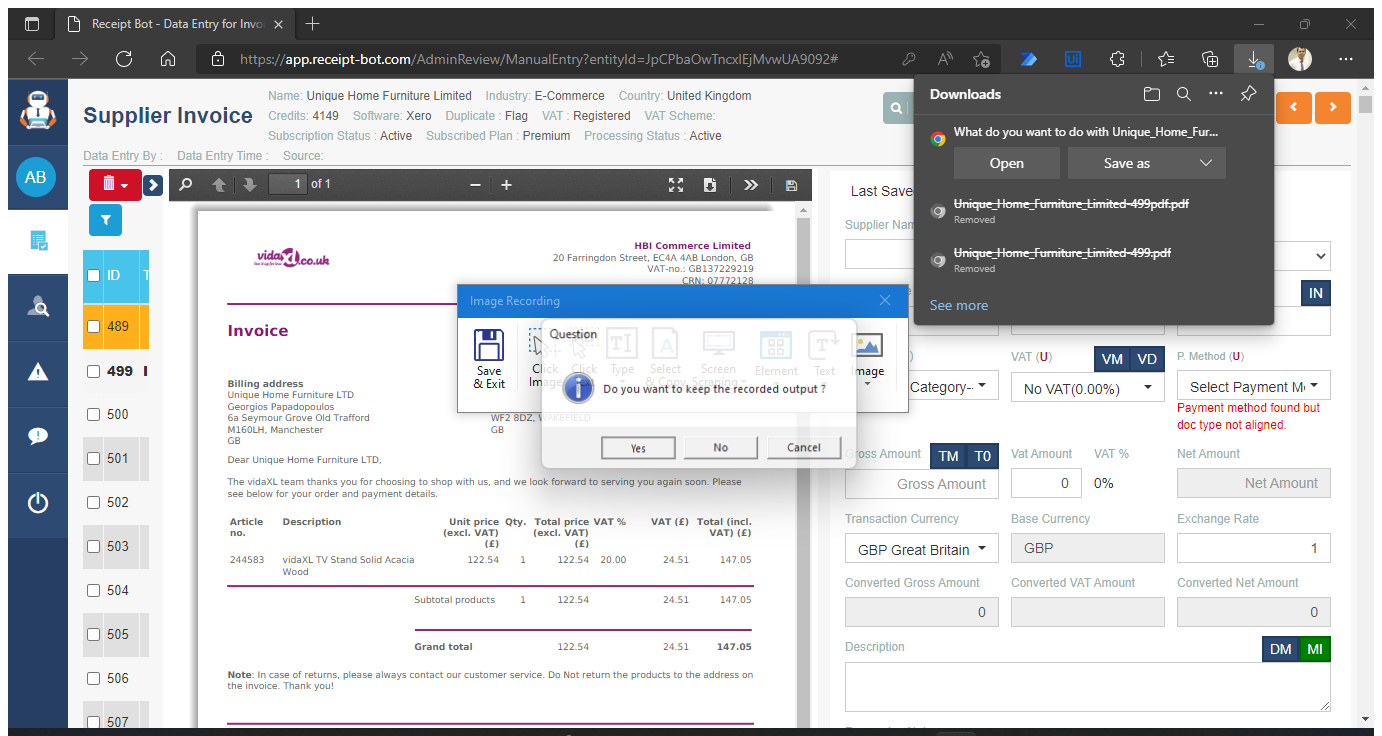 Receipt Bot - Data Entry for Invo
https://app.receipt-bot.com/AdminReview/ManualEntry?entityId=JpCPbaOwTncxlEjMvwUA9092#
Supplier Invoice
Name: Unique Home Furniture Limited Industry: E-Commerce Country: United Kingdom
Credits: 4149 Software: Xero Duplicate : Flag VAT : Registered VAT Scheme:
Subscription Status : Active Subscribed Plan : Premium Processing Status : Active
Data Entry By : Data Entry Time : Source:
AB
ID
489
499
500
501
502
503
504
505
506
507
1 of 1
vidaXL.co.uk
HBI Commerce Limited
20 Farringdon Street, EC4A 4AB London, GB
VAT-no.: GB137229219
CRN: 07772128
Invoice
Billing address
Unique Home Furniture LTD
Georgios Papadopoulos
6a Seymour Grove Old Trafford
M160LH, Manchester
GB
WF2 8DZ, WAKEFIELD
GB
Dear Unique Home Furniture LTD,
The vidaXL team thanks you for choosing to shop with us, and we look forward to serving you again soon. Please
see below for your order and payment details.
Article no. Description Unit price (excl. VAT) (£) Qty. Total price (excl. VAT) (£) VAT % VAT (£) Total (incl. VAT) (£)
244583 vidaXL TV Stand Solid Acacia Wood 122.54 1 122.54 20.00 24.51 147.05
Subtotal products 1 122.54 24.51 147.05
Grand total 122.54 24.51 147.05
Note: In case of returns, please always contact our customer service. Do Not return the products to the address on
the invoice. Thank you!
Image Recording
Save
& Exit
Click
Click
Type
Select
& Copy
Screen
Scraping
Element
Text
Image
Question
Do you want to keep the recorded output ?
Yes No Cancel
Downloads
What do you want to do with Unique_Home_Fur...
Open Save as
Unique_Home_Furniture_Limited-499pdf.pdf
Removed
Unique_Home_Furniture_Limited-499.pdf
Removed
See more
Last Save
Supplier Nam
IN
VAT (U) VM VD P. Method (U)
Category-
No VAT(0.00%)
Select Payment M
Payment method found but
doc type not aligned.
Gross Amount TM T0 Vat Amount VAT % Net Amount
Gross Amount 0 0% Net Amount
Transaction Currency Base Currency Exchange Rate
GBP Great Britain GBP 1
Converted Gross Amount Converted VAT Amount Converted Net Amount
0 0
Description DM MI